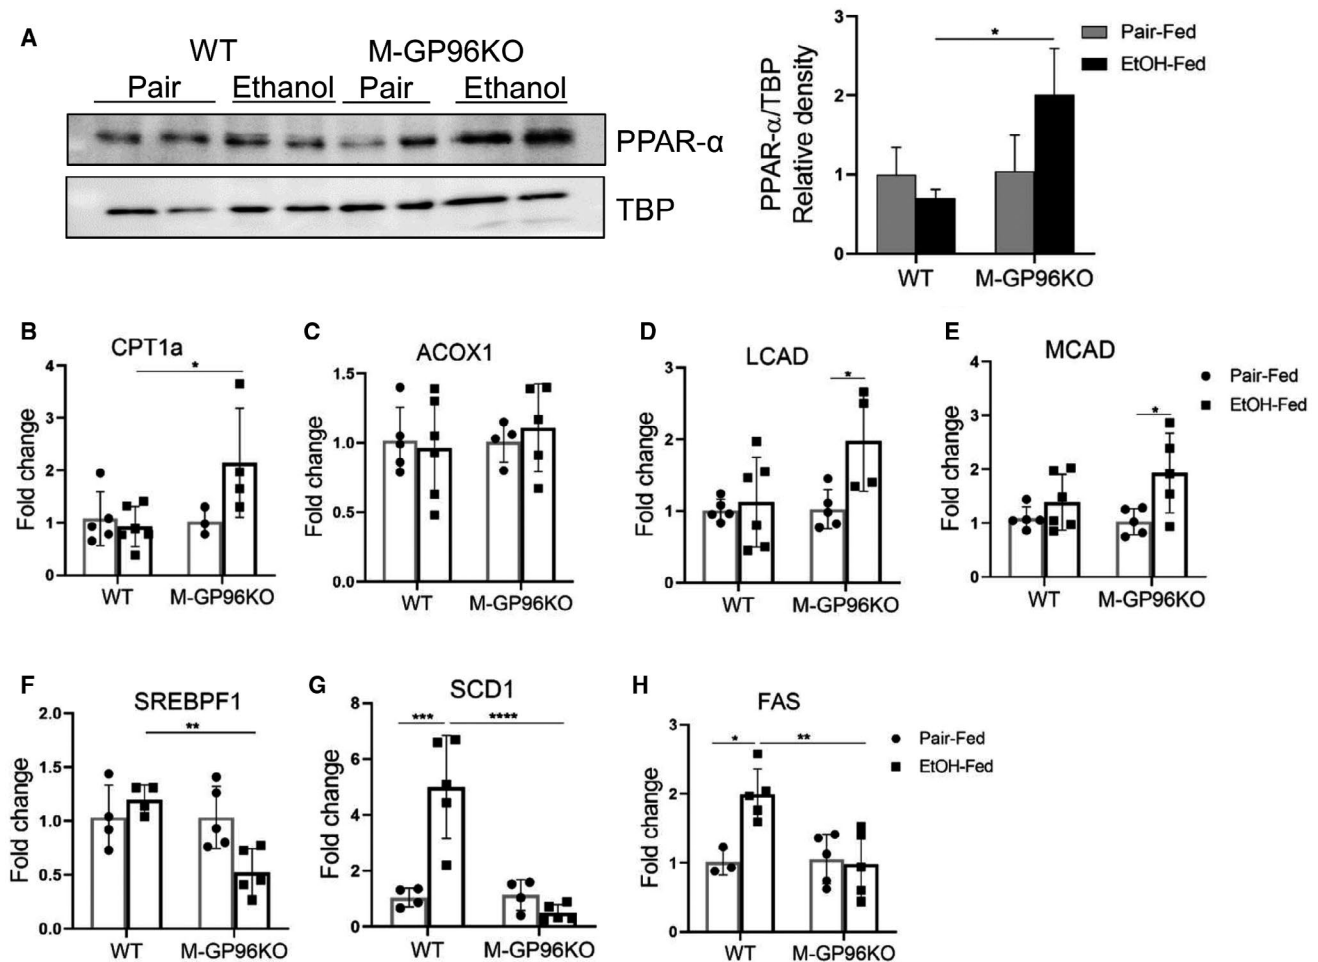 A
WT
M-GP96KO
Pair
Ethanol
Pair
Ethanol
PPAR-α
TBP
PPAR-α/TBP
Relative density
3
2
1
0
*
WT
M-GP96KO
Pair-Fed
EtOH-Fed
B
CPT1a
Fold change
4
3
2
1
0
*
WT
M-GP96KO
C
ACOX1
Fold change
1.5
1.0
0.5
0.0
WT
M-GP96KO
D
LCAD
Fold change
3
2
1
0
*
WT
M-GP96KO
E
MCAD
Fold change
4
3
2
1
0
*
WT
M-GP96KO
Pair-Fed
EtOH-Fed
F
SREBPF1
Fold change
2.0
1.5
1.0
0.5
0.0
**
WT
M-GP96KO
G
SCD1
Fold change
8
6
4
2
0
***
****
WT
M-GP96KO
H
FAS
Fold change
3
2
1
0
*
**
WT
M-GP96KO
Pair-Fed
EtOH-Fed